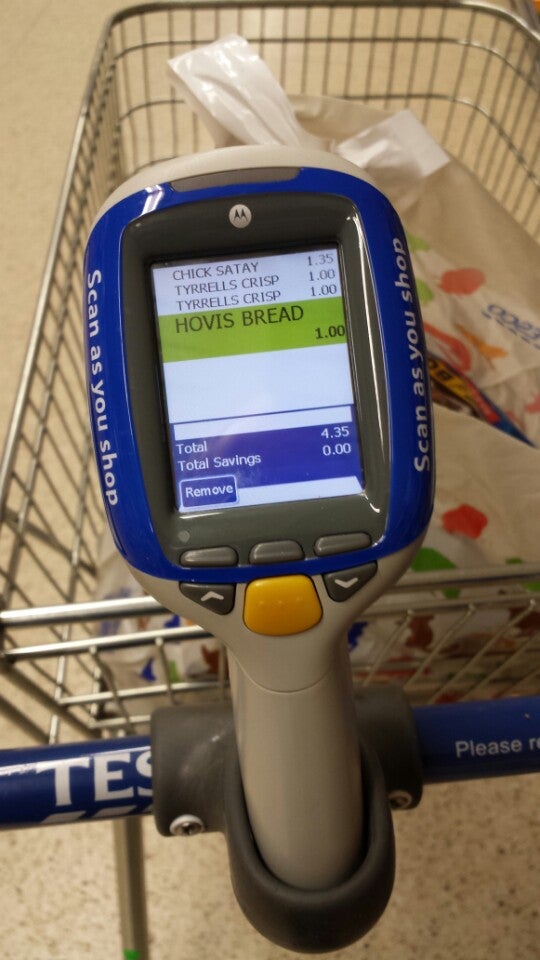 CHICK SATAY 1.35
TYRRELLS CRISP 1.00
TYRRELLS CRISP 1.00
HOVIS BREAD
1.00
Total 4.35
Total Savings 0.00
Remove
Scan as you shop
Scan as you shop
TES
Please re